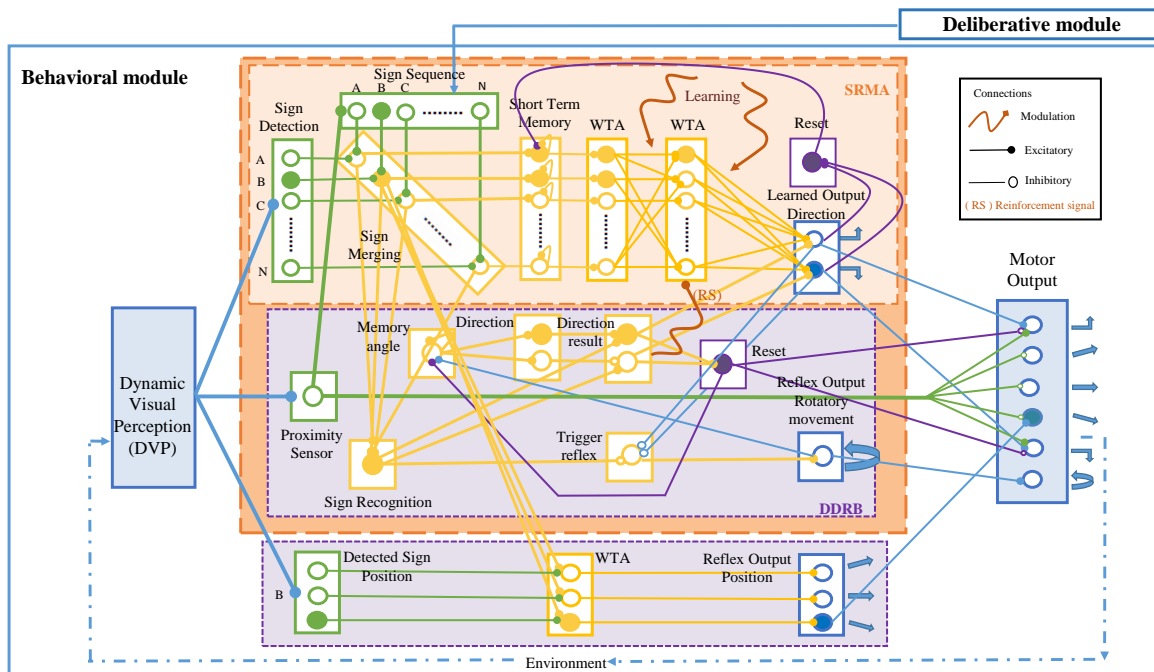 Deliberative module
Behavioral module
Sign Sequence
A
B
C
N
Sign
Detection
A
B
C
N
Sign
Merging
Short Term
Memory
WTA
WTA
Learning
SRMA
Reset
Learned Output
Direction
(RS)
Connections
Modulation
Excitatory
Inhibitory
( RS ) Reinforcement signal
Motor
Output
Dynamic
Visual
Perception
(DVP)
Proximity
Sensor
Memory
angle
Direction
Direction
result
Reset
Reflex Output
Rotatory
movement
Trigger
reflex
Sign Recognition
DDRB
Detected Sign
Position
B
WTA
Reflex Output
Position
Environment